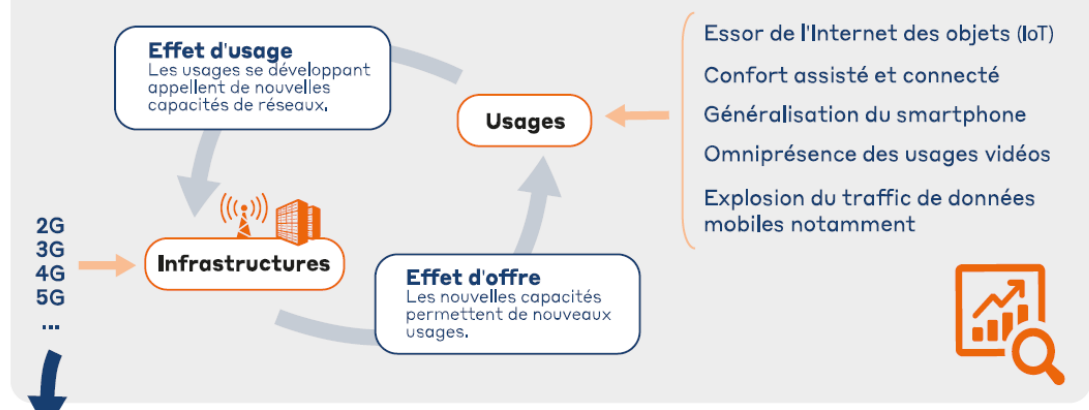 Effet d'usage
Les usages se développant
appellent de nouvelles
capacités de réseaux.
Usages
Essor de l'Internet des objets (IoT)
Confort assisté et connecté
Généralisation du smartphone
Omniprésence des usages vidéos
Explosion du traffic de données
mobiles notamment
2G
3G
4G
5G
...
Infrastructures
Effet d'offre
Les nouvelles capacités
permettent de nouveaux
usages.